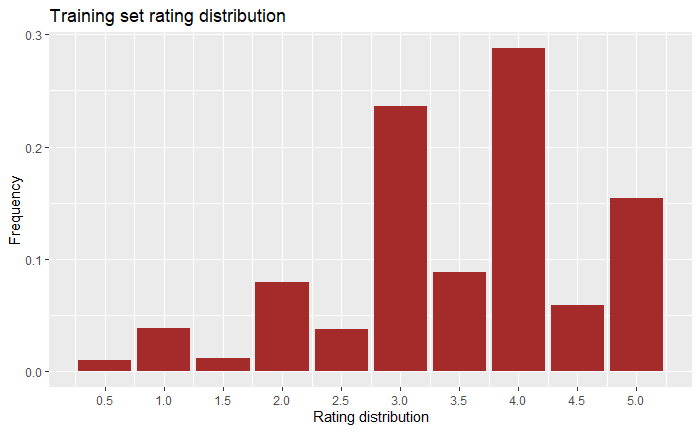 Training set rating distribution
Frequency
0.3
0.2
0.1
0.0
0.5 1.0 1.5 2.0 2.5 3.0 3.5 4.0 4.5 5.0
Rating distribution